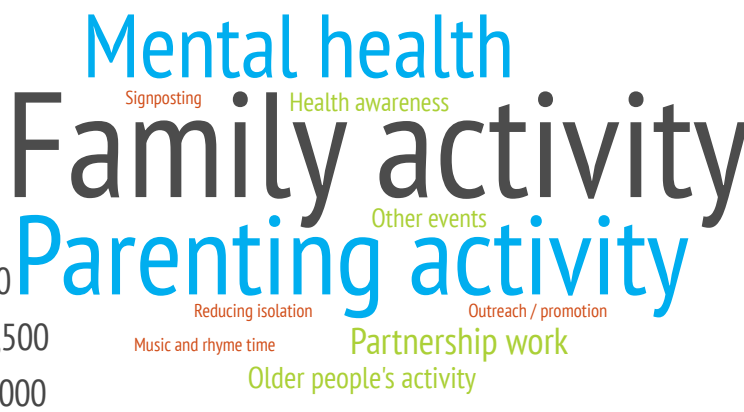 Mental health
Signposting
Health awareness
Family activity
Other events
Parenting activity
0
Reducing isolation
Outreach / promotion
500
Music and rhyme time
Partnership work
Older people's activity
000